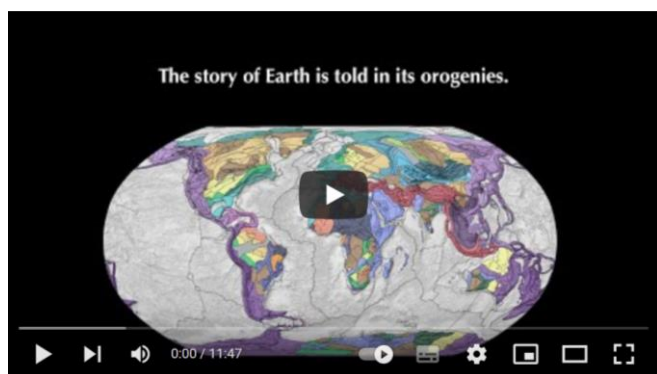 The story of Earth is told in its orogenies.
0:00 / 11:47